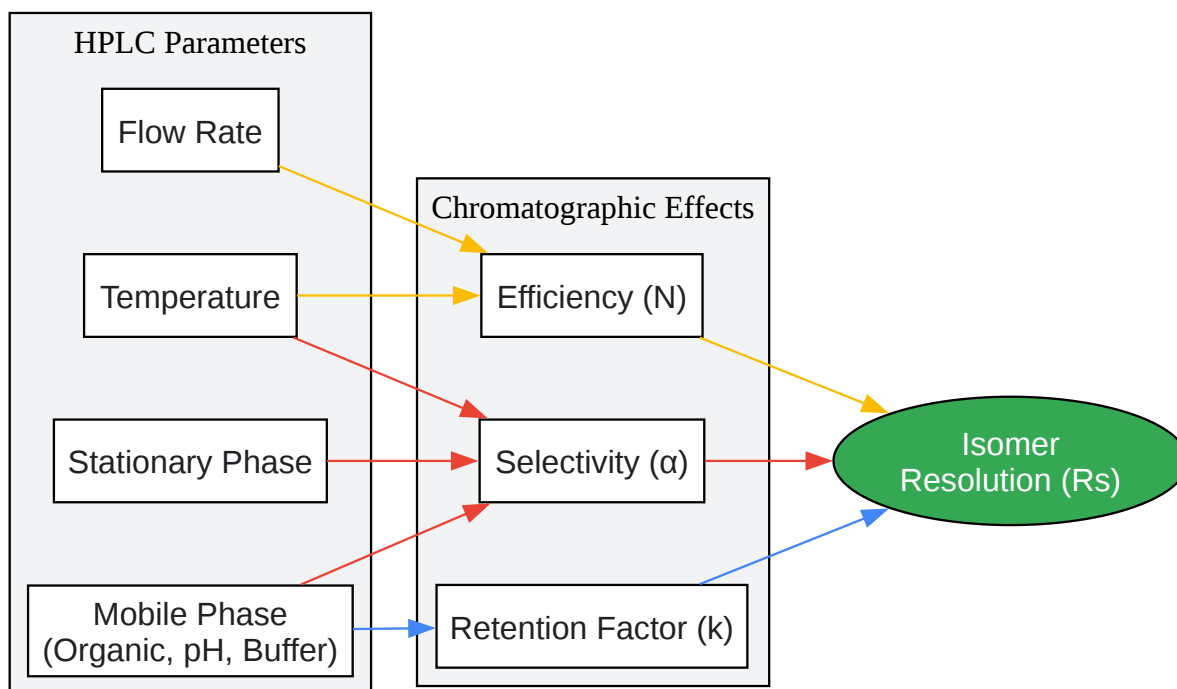 HPLC Parameters
Flow Rate
Temperature
Stationary Phase
Mobile Phase
(Organic, pH, Buffer)
Chromatographic Effects
Efficiency (N)
Selectivity (α)
Retention Factor (k)
Isomer
Resolution (Rs)